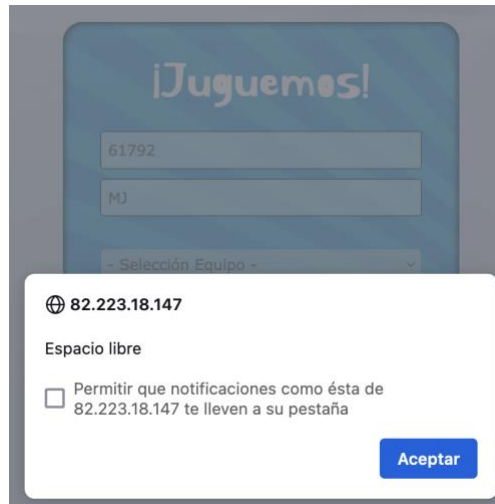 ¡Juguemos!
61792
MJ
- Selección Equipo -
82.223.18.147
Espacio libre
Permitir que notificaciones como ésta de
82.223.18.147 te lleven a su pestaña
Aceptar